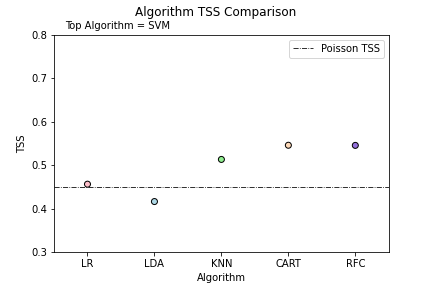 Algorithm TSS Comparison
Top Algorithm = SVM
0.8
0.7
0.6
0.5
0.4
0.3
TSS
Poisson TSS
LR LDA KNN CART RFC
Algorithm